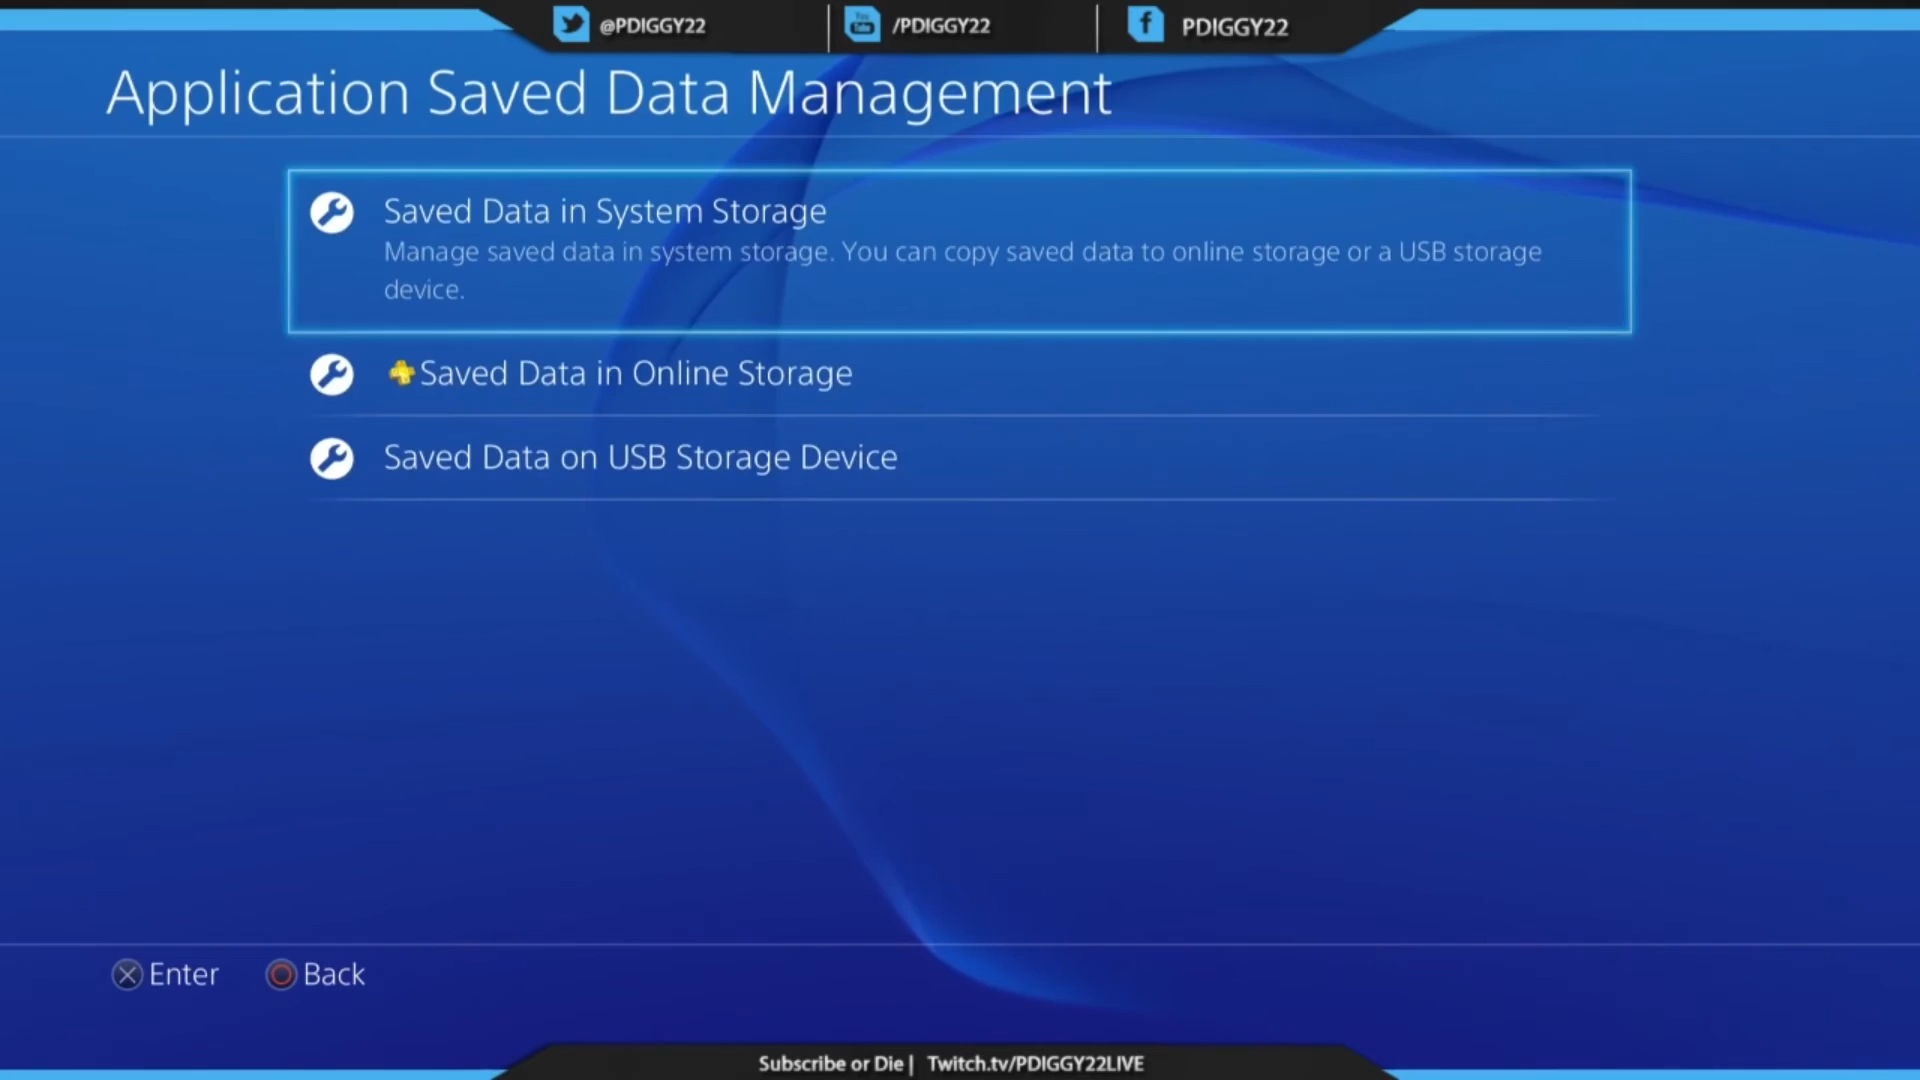 @PDIGGY22
You Tube /PDIGGY22
f PDIGGY22
Application Saved Data Management
Saved Data in System Storage
Manage saved data in system storage. You can copy saved data to online storage or a USB storage
device.
Saved Data in Online Storage
Saved Data on USB Storage Device
Enter
Back
Subscribe or Die | Twitch.tv/PDIGGY22LIVE